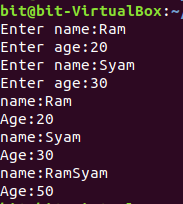 bit@bit-VirtualBox:~/
Enter name:Ram
Enter age:20
Enter name:Syam
Enter age:30
name:Ram
Age:20
name:Syam
Age:30
name:RamSyam
Age:50